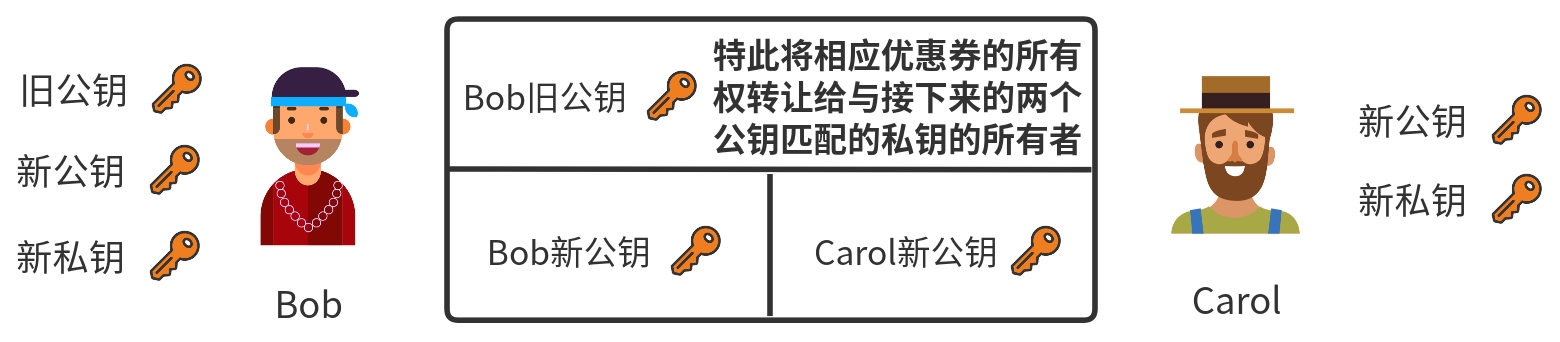 旧公钥
新公钥
新私钥
Bob
Bob旧公钥
特此将相应优惠券的所有
权转让给与接下来的两个
公钥匹配的私钥的所有者
Bob新公钥
Carol新公钥
新公钥
新私钥
Carol